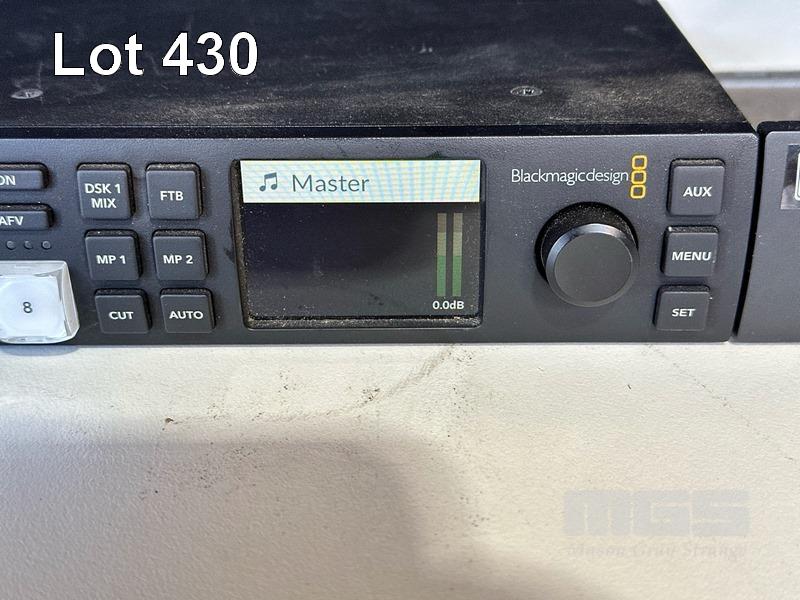 Lot 430
ON
DSK 1
MIX
FTB
Master
Blackmagicdesign
AUX
AFV
MP 1
MP 2
MENU
8
CUT
AUTO
0.0dB
SET
MGS
Mason Gray Strange